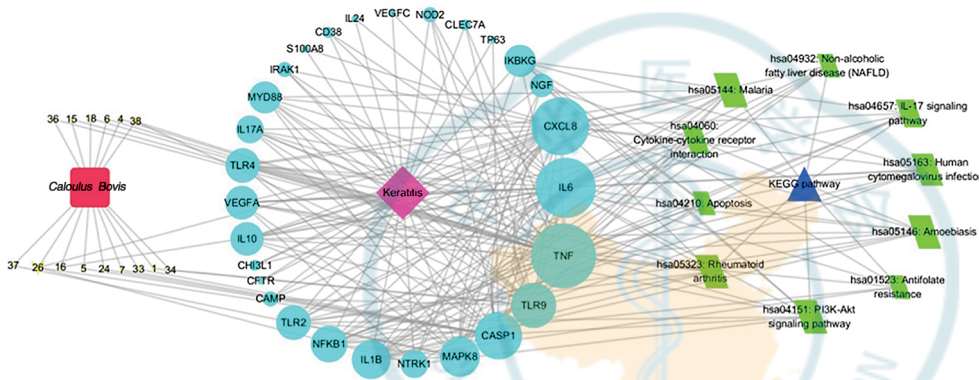 IL24
VEGFC
NOD2
CD38
CLEC7A
S100A8
TP63
IRAK1
IKBKG
NGF
MYD88
IL17A
CXCL8
TLR4
VEGFA
IL6
IL10
CHI3L1
CFTR
TNF
CAMP
TLR9
TLR2
NFKB1
CASP1
IL1B
NTRK1
MAPK8
36 15 18 6 4 38
Caloulus Bovis
37 26 16 5 24 7 33 1 34
Keratilis
hsa04932: Non-alcoholic
fatty liver disease (NAFLD)
hsa05144: Malaria
hsa04657: IL-17 signaling
pathway
hsa04060:
Cytokine-cytokine receptor
interaction
hsa05163: Human
cytomegalovirus infectio
KEGG pathway
hsa04210: Apoptosis
hsa05146: Amoebiasis
hsa05323: Rheumatoid
arthritis
hsa01523: Antifolate
resistance
hsa04151: PI3K-Akt
signaling pathway
医